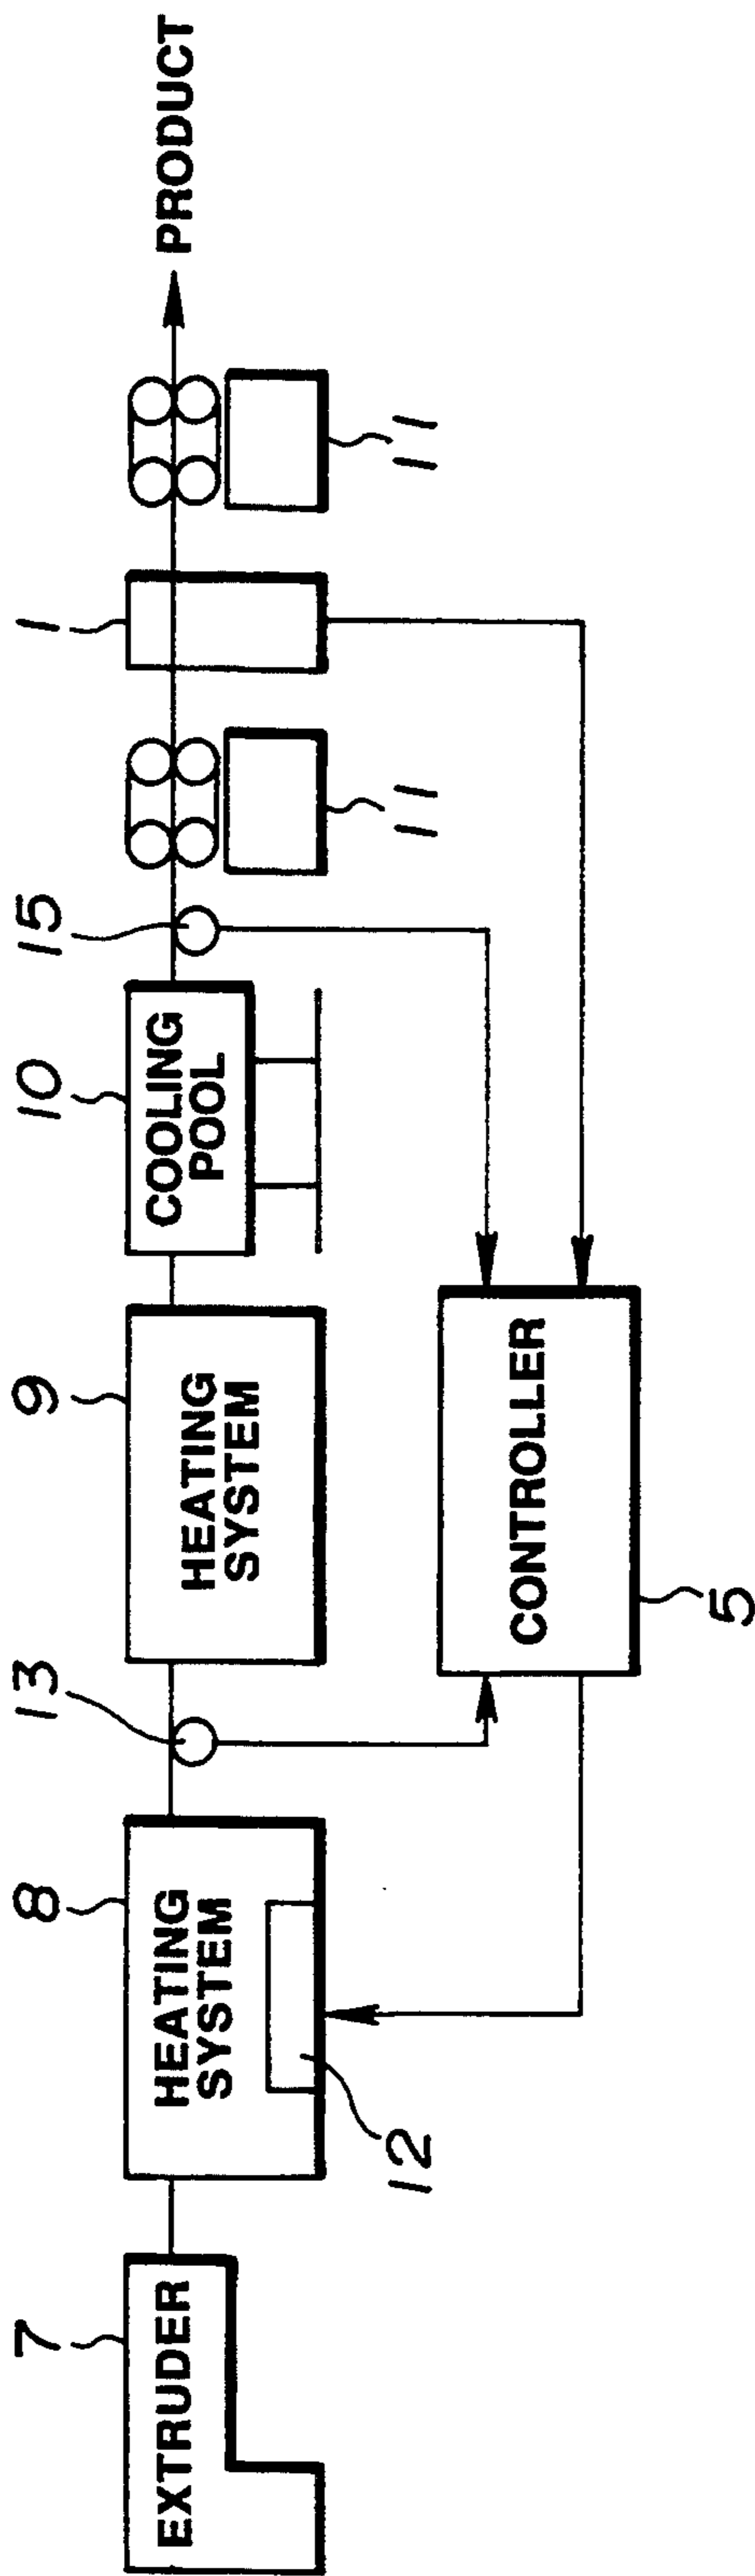 7
8
13
9
10
15
11
1
11
EXTRUDER
HEATING
SYSTEM
12
HEATING
SYSTEM
COOLING
POOL
PRODUCT
CONTROLLER
5